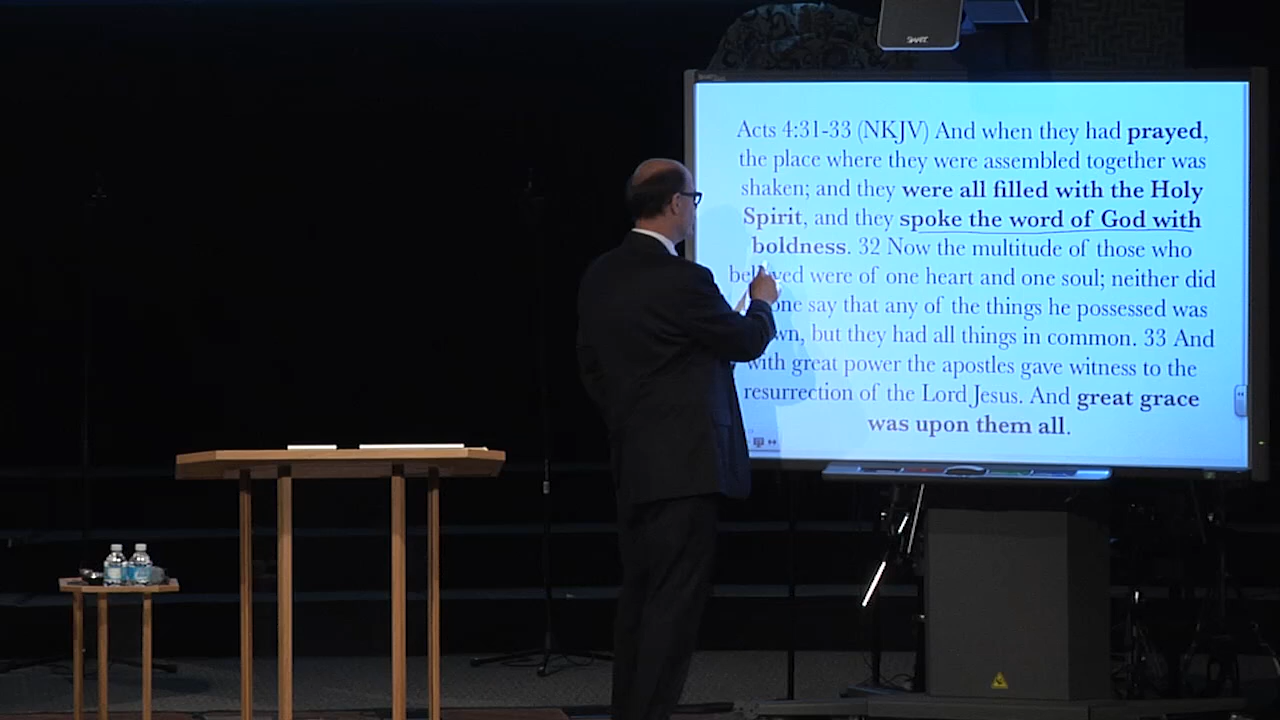 SMART
Acts 4:31-33 (NKJV) And when they had prayed,
the place where they were assembled together was
shaken; and they were all filled with the Holy
Spirit, and they spoke the word of God with
boldness. 32 Now the multitude of those who
were of one heart and one soul; neither did
one say that any of the things he possessed was
but they had all things in common. 33 And
with great power the apostles gave witness to the
resurrection of the Lord Jesus. And great grace
was upon them all.